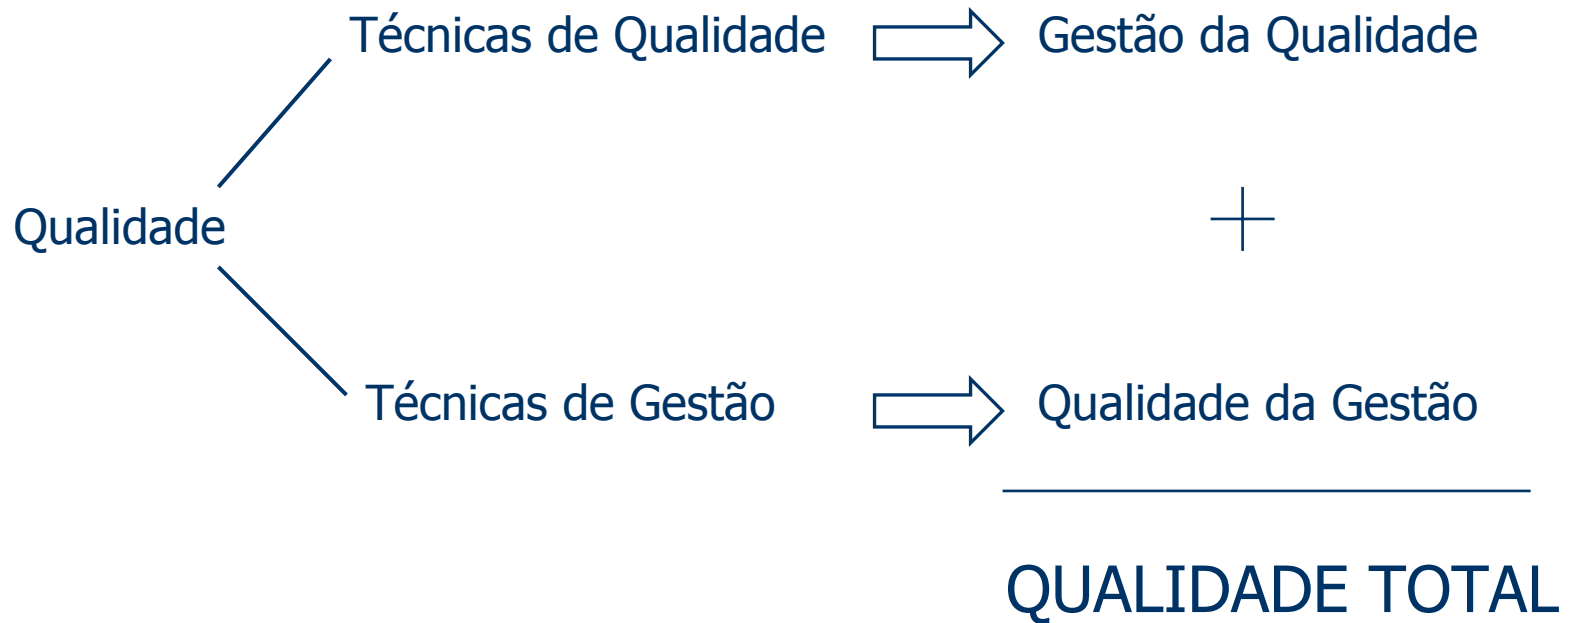 Técnicas de Qualidade
Gestão da Qualidade
Qualidade
+
Técnicas de Gestão
Qualidade da Gestão
QUALIDADE TOTAL